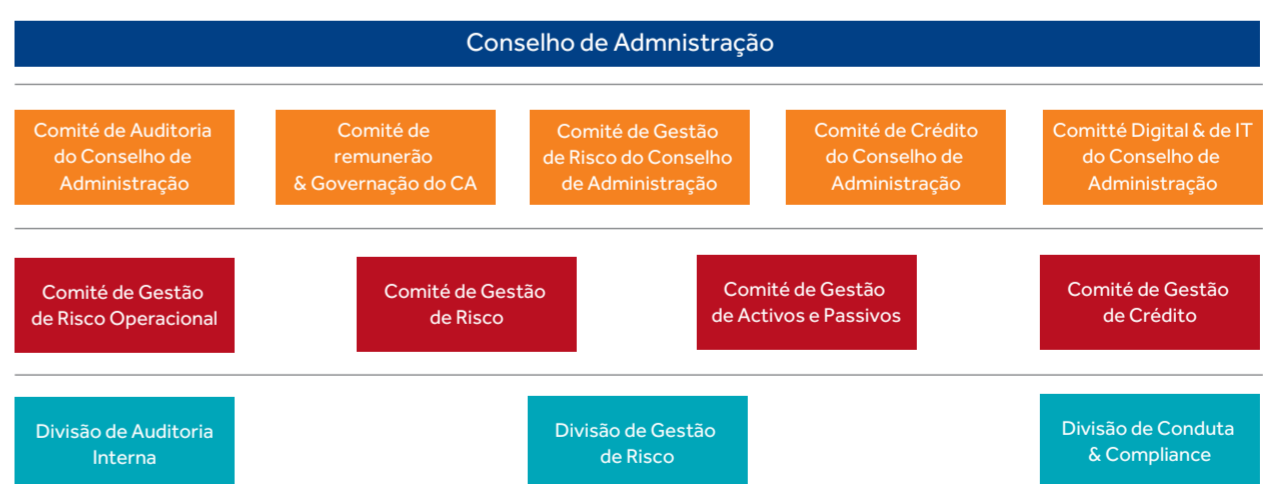 Conselho de Admnistração
Comité de Auditoria
do Conselho de
Administração
Comité de
remunerão
& Governação do CA
Comité de Gestão
de Risco do Conselho
de Administração
Comité de Crédito
do Conselho de
Administração
Comitté Digital & de IT
do Conselho de
Administração
Comité de Gestão
de Risco Operacional
Comité de Gestão
de Risco
Comité de Gestão
de Activos e Passivos
Comité de Gestão
de Crédito
Divisão de Auditoria
Interna
Divisão de Gestão
de Risco
Divisão de Conduta
& Compliance